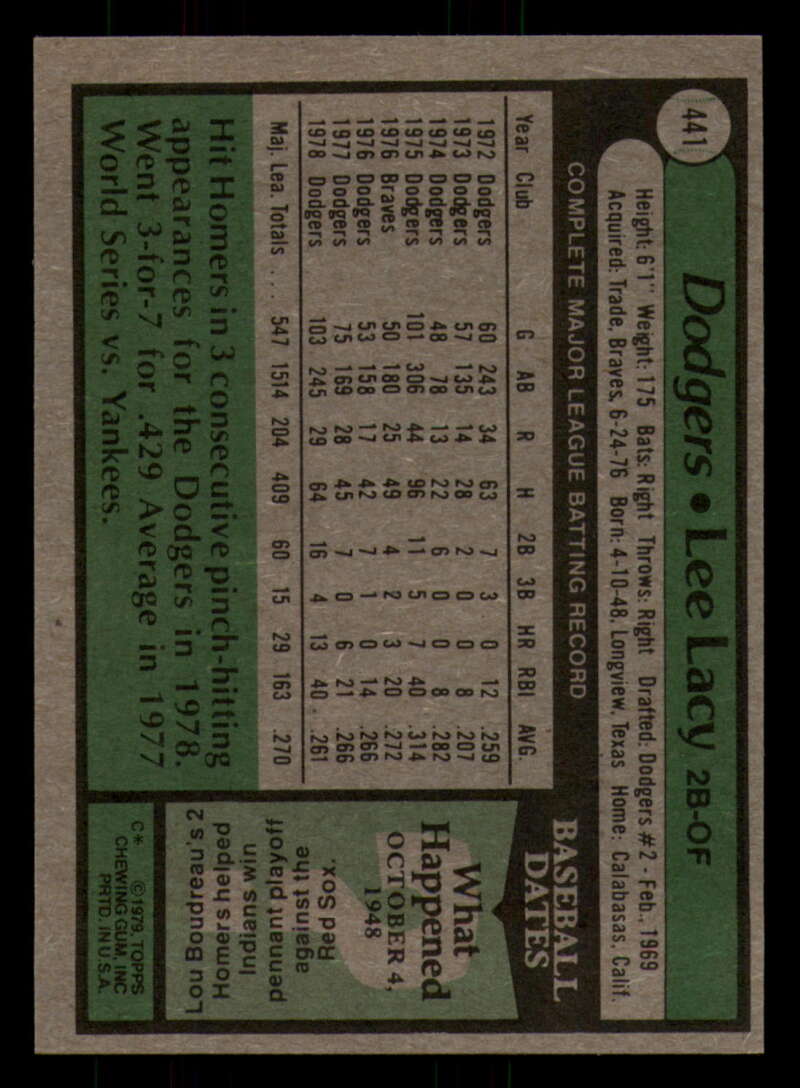 441
Dodgers • Lee Lacy 2B-OF
Height: 6'1" Weight: 175 Bats: Right Throws: Right Drafted: Dodgers #2 - Feb., 1969
Acquired: Trade, Braves, 6-24-76 Born: 4-10-48, Longview, Texas Home: Calabasas, Calif.
COMPLETE MAJOR LEAGUE BATTING RECORD
Year Club G AB R H 2B 3B HR RBI AVG.
1972 Dodgers 60 243 34 63 7 3 0 12 .259
1973 Dodgers 57 135 14 28 2 0 0 8 .207
1974 Dodgers 48 78 13 22 6 0 0 8 .282
1975 Dodgers 101 306 44 96 11 5 7 40 .314
1976 Braves 50 180 25 49 4 2 3 20 .272
1976 Dodgers 53 158 17 42 7 1 0 14 .266
1977 Dodgers 75 169 28 45 7 0 6 21 .266
1978 Dodgers 103 245 29 64 16 4 13 40 .261
Maj. Lea. Totals . . . 547 1514 204 409 60 15 29 163 .270
Hit Homers in 3 consecutive pinch-hitting
appearances for the Dodgers in 1978.
Went 3-for-7 for .429 Average in 1977
World Series vs. Yankees.
BASEBALL
DATES
What
Happened
OCTOBER 4,
1948
Lou Boudreau's 2
Homers helped
Indians win
pennant playoff
against the
Red Sox.
C* ©1979, TOPPS
CHEWING GUM, INC
PRTD. IN U.S.A.